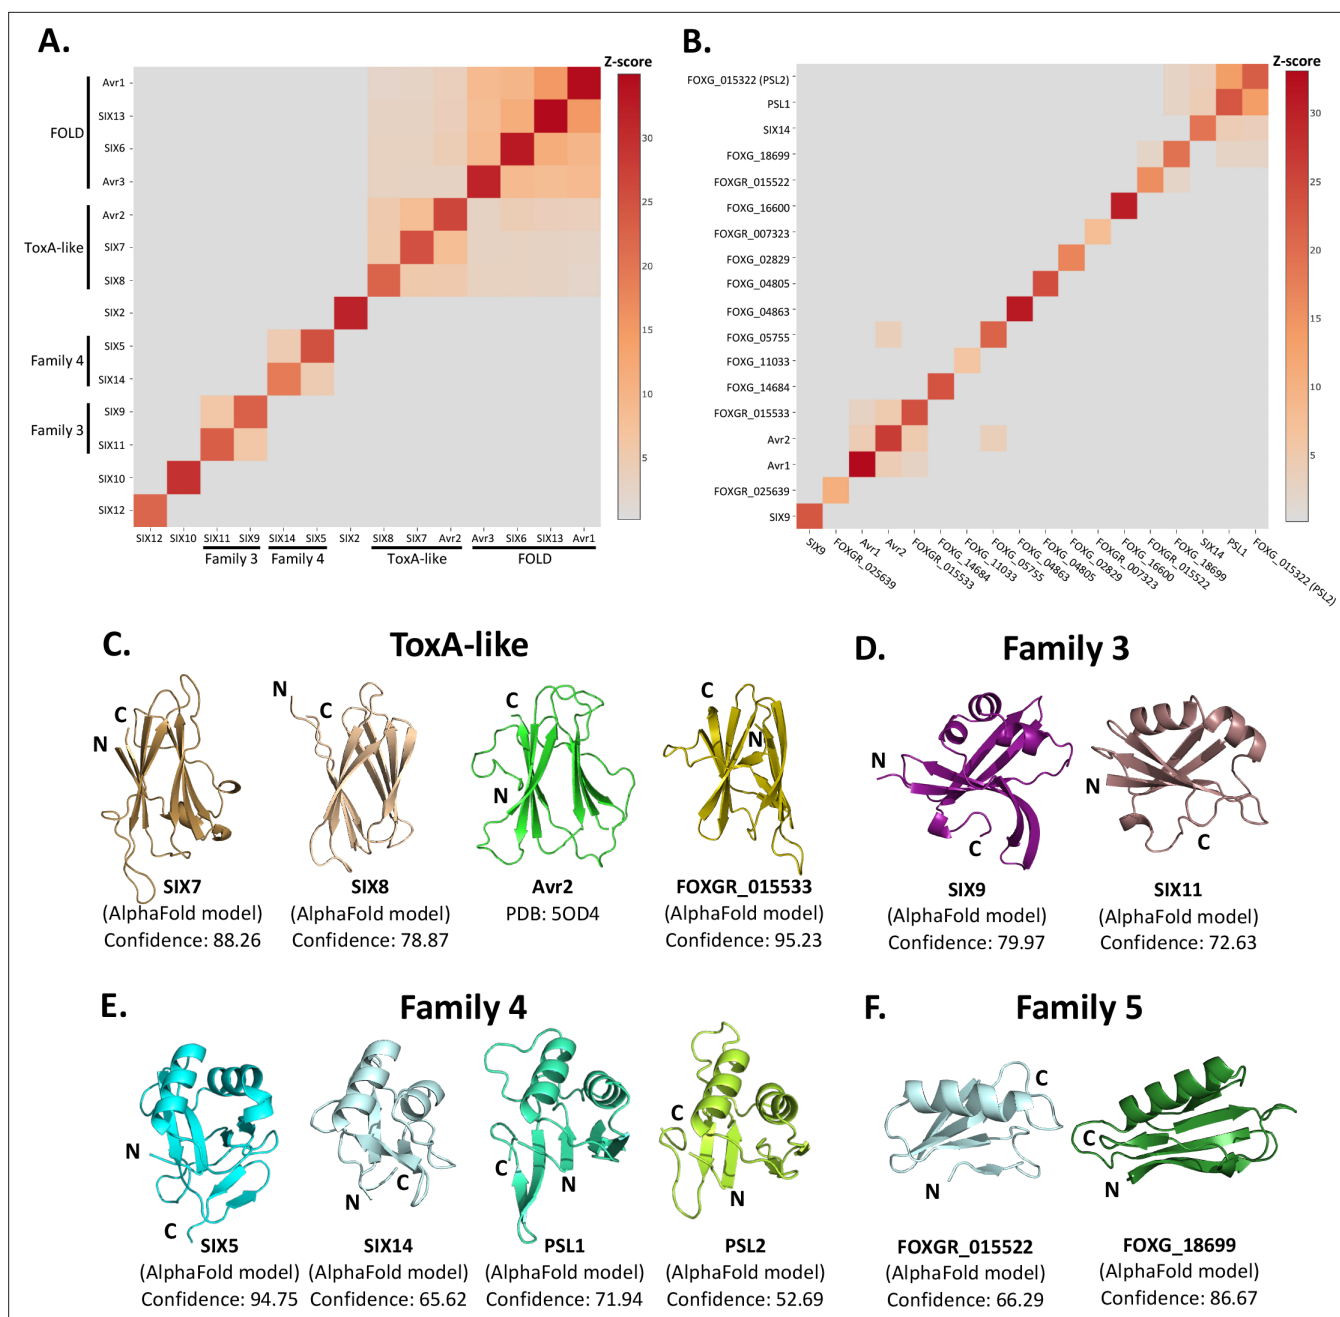 A.
Z-score
Avr1
SIX13
SIX6
Avr3
Avr2
SIX7
SIX8
SIX2
SIX5
SIX14
SIX9
SIX11
SIX10
SIX12
FOLD
ToxA-like
Family 4
Family 3
30
25
20
15
10
5
SIX12 SIX10 SIX11 SIX9 SIX14 SIX5 SIX2 SIX8 SIX7 Avr2 Avr3 SIX6 SIX13 Avr1
Family 3 Family 4 ToxA-like FOLD
B.
Z-score
FOXG_015322 (PSL2)
PSL1
SIX14
FOXG_18699
FOXGR_015522
FOXG_16600
FOXGR_007323
FOXG_02829
FOXG_04805
FOXG_04863
FOXG_05755
FOXG_11033
FOXG_14684
FOXGR_015533
Avr2
Avr1
FOXGR_025639
SIX9
30
25
20
15
10
5
SIX9
FOXGR_025639
Avr1
Avr2
FOXGR_015533
FOXG_14684
FOXG_11033
FOXG_05755
FOXG_04863
FOXG_04805
FOXG_02829
FOXGR_007323
FOXG_16600
FOXGR_015522
FOXG_18699
SIX14
PSL1
FOXG_015322 (PSL2)
C.
ToxA-like
N
C
SIX7
(AlphaFold model)
Confidence: 88.26
N
C
SIX8
(AlphaFold model)
Confidence: 78.87
C
N
Avr2
PDB: 5OD4
C
N
FOXGR_015533
(AlphaFold model)
Confidence: 95.23
D.
Family 3
N
C
SIX9
(AlphaFold model)
Confidence: 79.97
N
C
SIX11
(AlphaFold model)
Confidence: 72.63
E.
Family 4
N
C
SIX5
(AlphaFold model)
Confidence: 94.75
N
C
SIX14
(AlphaFold model)
Confidence: 65.62
C
N
PSL1
(AlphaFold model)
Confidence: 71.94
C
N
PSL2
(AlphaFold model)
Confidence: 52.69
F.
Family 5
C
N
FOXGR_015522
(AlphaFold model)
Confidence: 66.29
C
N
FOXG_18699
(AlphaFold model)
Confidence: 86.67